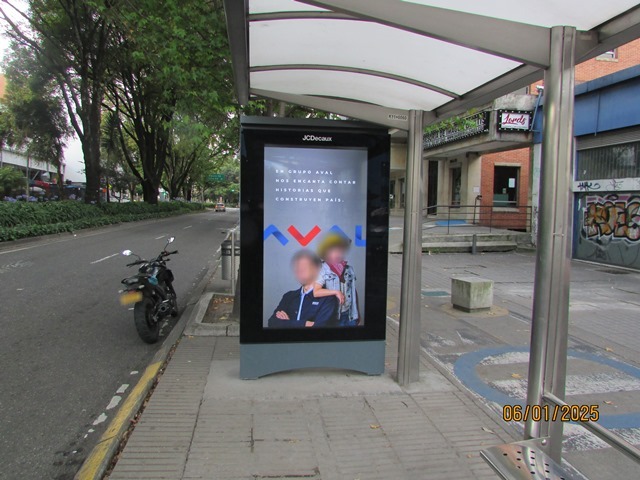 JCDecaux
EN GRUPO AVAL
NOS ENCANTA CONTAR
HISTORIAS QUE
CONSTRUYEN PAÍS.
AVAL
Lords
06/01/2025